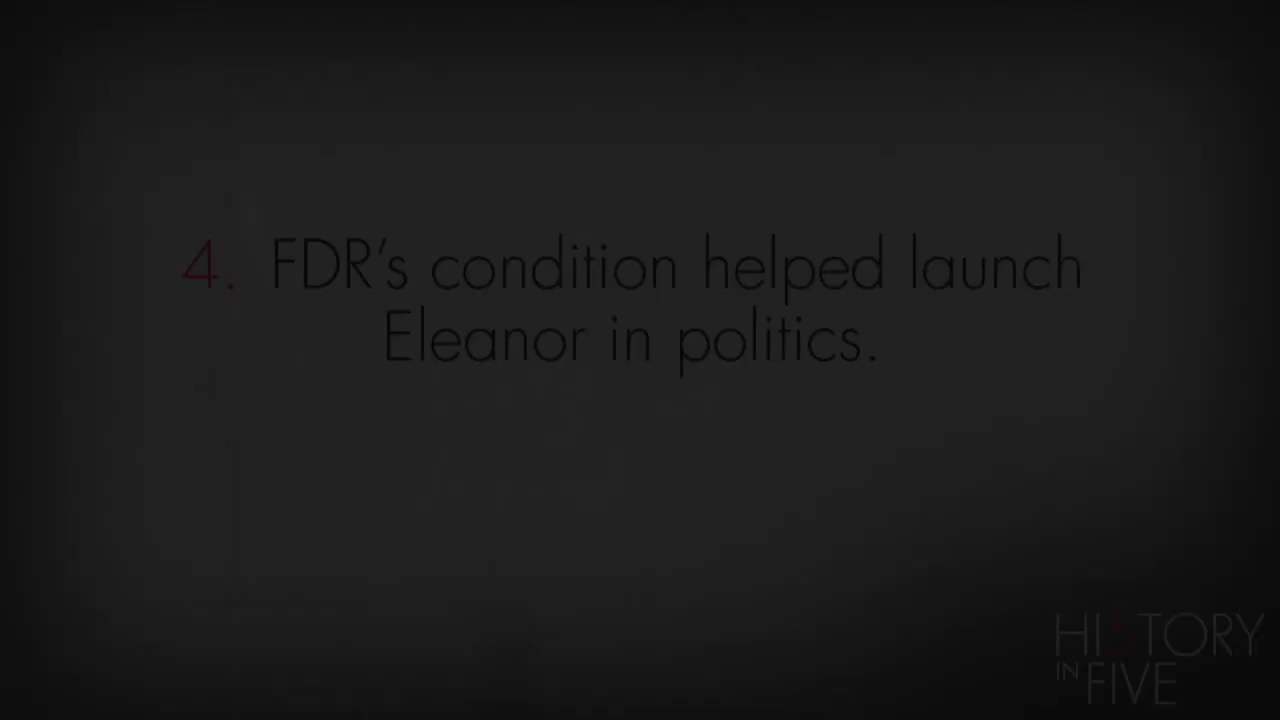 4. FDR's condition helped launch
Eleanor in politics.
HISTORY
IN FIVE